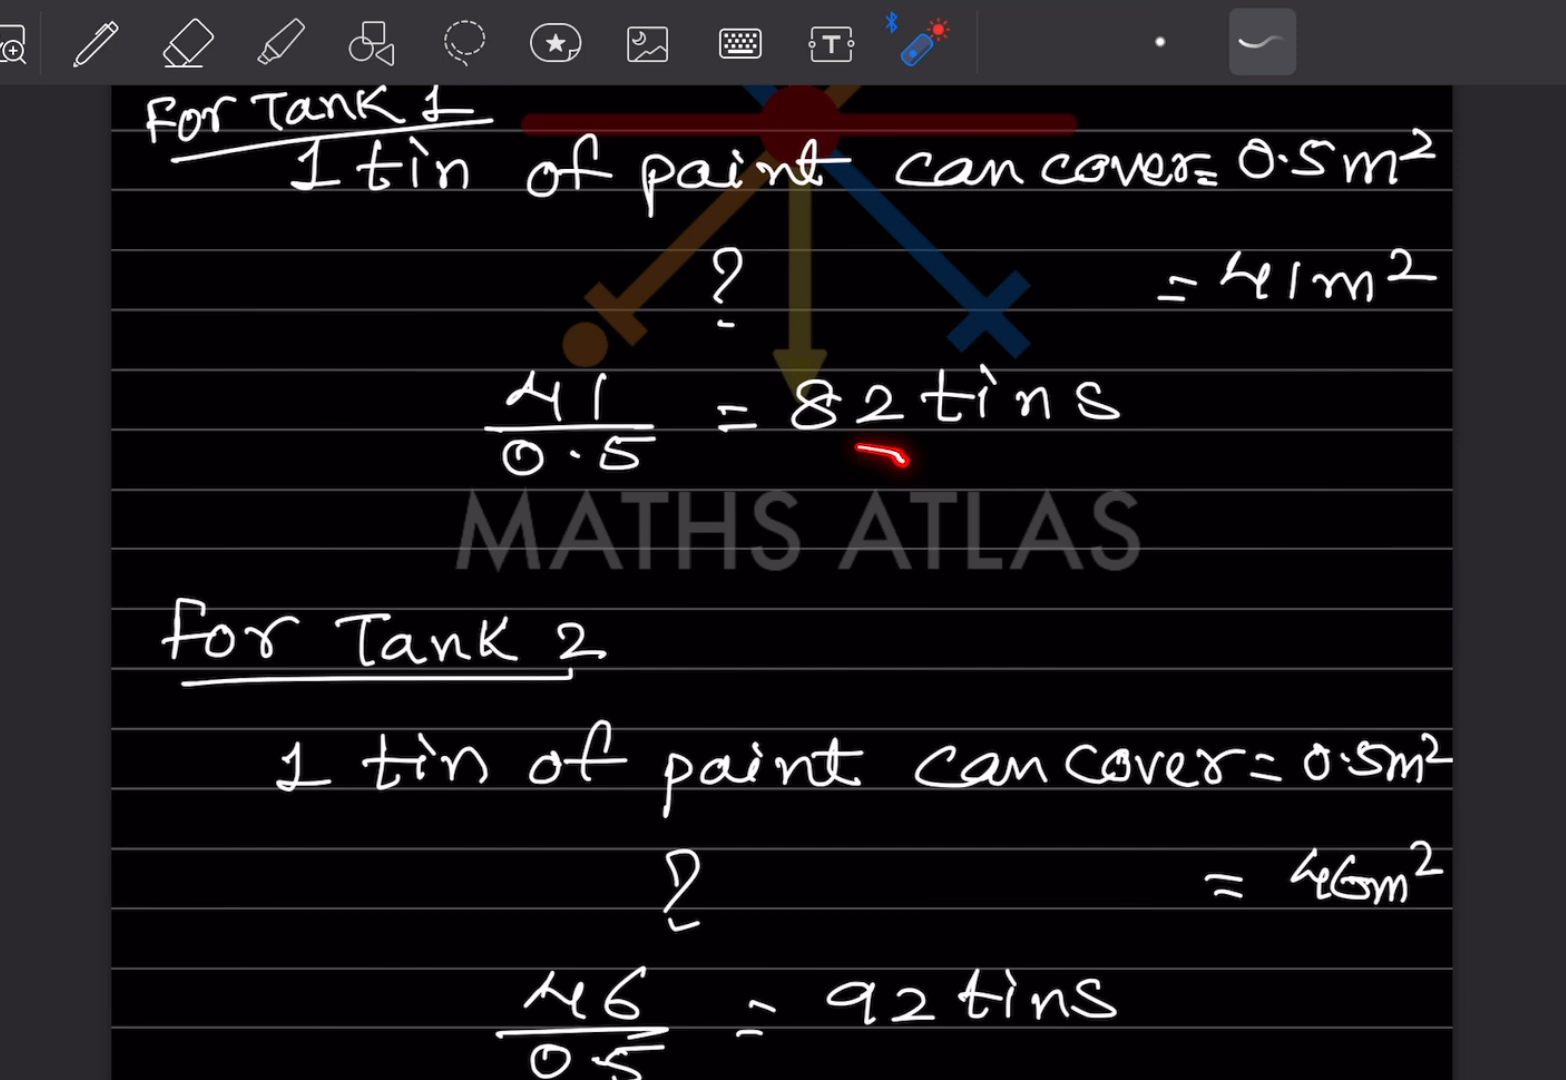 For Tank 1
1 tin of paint can cover = 0.5m²
?
= 41m²
41/0.5 = 82 tins
MATHS ATLAS
For Tank 2
1 tin of paint can cover = 0.5m²
?
= 46m²
46/0.5 = 92 tins